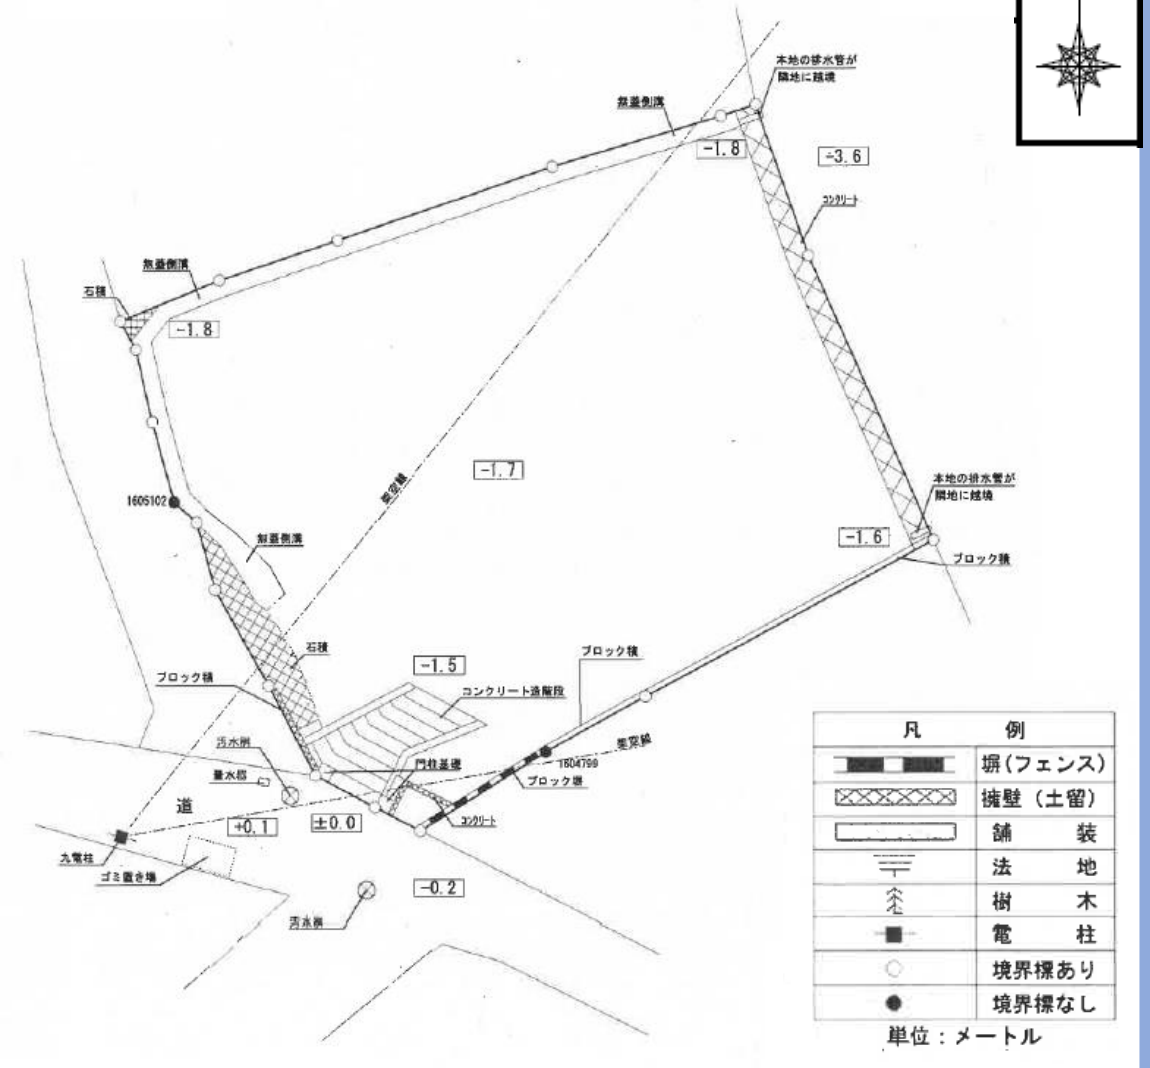 本地の排水管が
隣地に越境
無蓋側溝
-1.8
-3.6
コンクリート
無蓋側溝
石積
-1.8
架空線
-1.7
本地の排水管が
隣地に越境
1605102
-1.6
無蓋側溝
ブロック積
石積
ブロック積
-1.5
ブロック積
コンクリート造階段
汚水桝
架空線
門柱基礎
1604799
量水器
ブロック塀
道
+0.1
±0.0
コンクリート
九電柱
ゴミ置き場
-0.2
汚水桝
凡 例
塀(フェンス)
擁壁(土留)
舗 装
法 地
樹 木
電 柱
境界標あり
境界標なし
単位:メートル